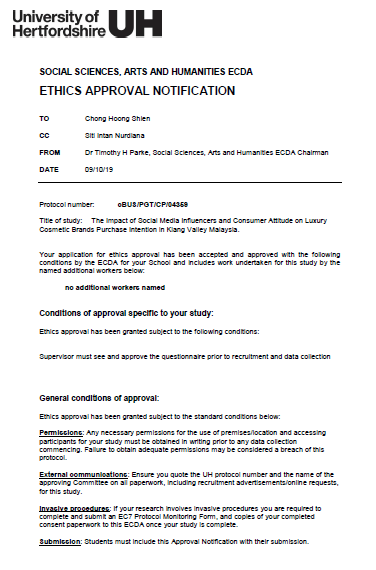 University of
Hertfordshire UH
SOCIAL SCIENCES, ARTS AND HUMANITIES ECDA
ETHICS APPROVAL NOTIFICATION
TO Chong Hoong Shien
CC Siti Intan Nurdiana
FROM Dr Timothy H Parke, Social Sciences, Arts and Humanities ECDA Chairman
DATE 09/10/19
Protocol number: oBUS/PGT/CP/04359
Title of study: The Impact of Social Media Influencers and Consumer Attitude on Luxury
Cosmetic Brands Purchase Intention in Klang Valley Malaysia.
Your application for ethics approval has been accepted and approved with the following
conditions by the ECDA for your School and includes work undertaken for this study by the
named additional workers below:
no additional workers named
Conditions of approval specific to your study:
Ethics approval has been granted subject to the following conditions:
Supervisor must see and approve the questionnaire prior to recruitment and data collection
General conditions of approval:
Ethics approval has been granted subject to the standard conditions below:
Permissions: Any necessary permissions for the use of premises/location and accessing
participants for your study must be obtained in writing prior to any data collection
commencing. Failure to obtain adequate permissions may be considered a breach of this
protocol.
External communications: Ensure you quote the UH protocol number and the name of the
approving Committee on all paperwork, including recruitment advertisements/online requests,
for this study.
Invasive procedures: If your research involves invasive procedures you are required to
complete and submit an EC7 Protocol Monitoring Form, and copies of your completed
consent paperwork to this ECDA once your study is complete.
Submission: Students must include this Approval Notification with their submission.